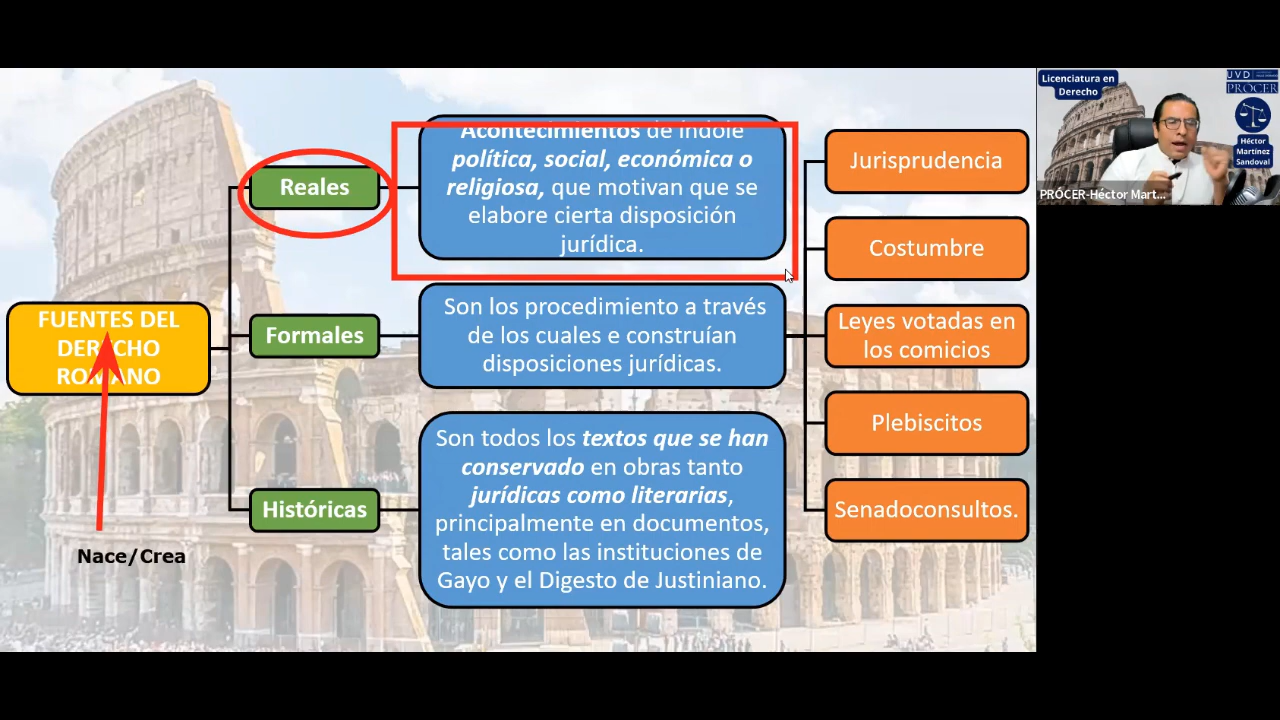 FUENTES DEL
DERECHO
ROMANO
Nace/Crea
Reales
Acontecimientos de índole
política, social, económica o
religiosa, que motivan que se
elabore cierta disposición
jurídica.
Formales
Son los procedimiento a través
de los cuales e construían
disposiciones jurídicas.
Históricas
Son todos los textos que se han
conservado en obras tanto
jurídicas como literarias,
principalmente en documentos,
tales como las instituciones de
Gayo y el Digesto de Justiniano.
Jurisprudencia
Costumbre
Leyes votadas en
los comicios
Plebiscitos
Senadoconsultos.
Licenciatura en
Derecho
UVD
PRÓCER
Héctor
Martínez
Sandoval
PRÓCER-Héctor Mart...